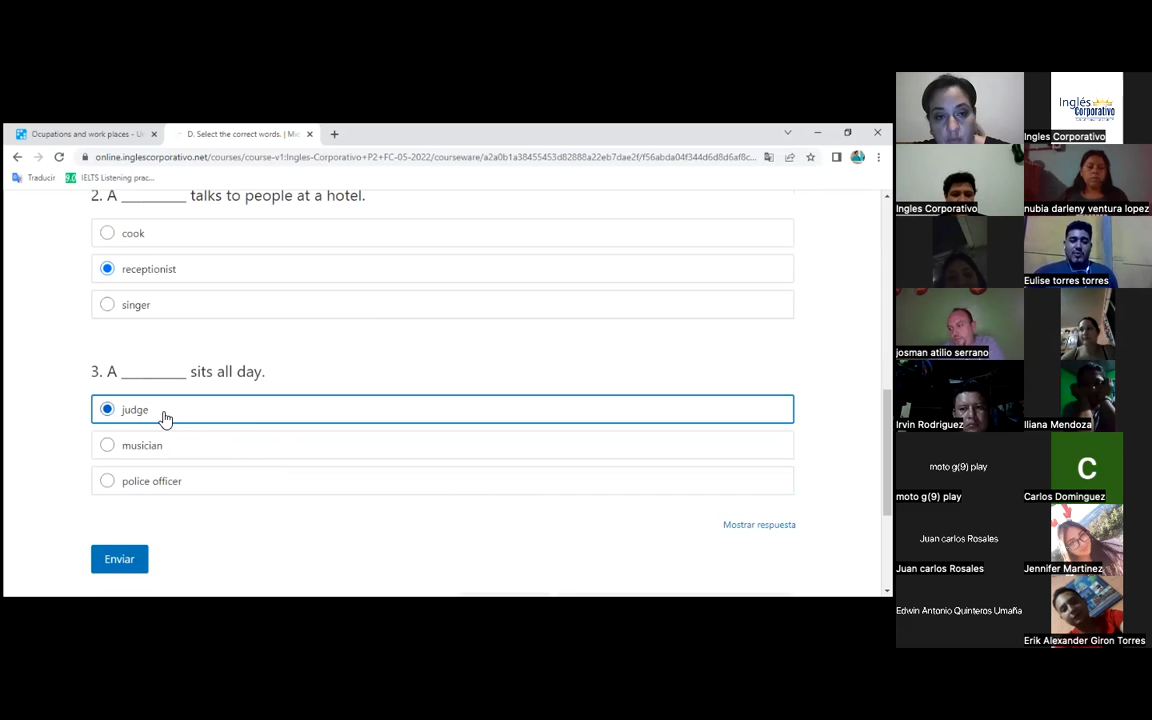 Ocupations and work places - Ur
D. Select the correct words. | Mic
online.inglescorporativo.net/courses/course-v1:Ingles-Corporativo+P2+FC-05-2022/courseware/a2a0b1a38455453d82888a22eb7dae2f/f56abda04f344d6d8d6af8c...
Traducir
IELTS Listening prac...
2. A ________ talks to people at a hotel.
cook
receptionist
singer
3. A ________ sits all day.
judge
musician
police officer
Mostrar respuesta
Enviar
Inglés
Corporativo
Ingles Corporativo
Ingles Corporativo
nubia darleny ventura lopez
Eulise torres torres
josman atilio serrano
Irvin Rodriguez
Iliana Mendoza
moto g(9) play
moto g(9) play
C
Carlos Dominguez
Juan carlos Rosales
Juan carlos Rosales
Jennifer Martinez
Edwin Antonio Quinteros Umaña
Erik Alexander Giron Torres